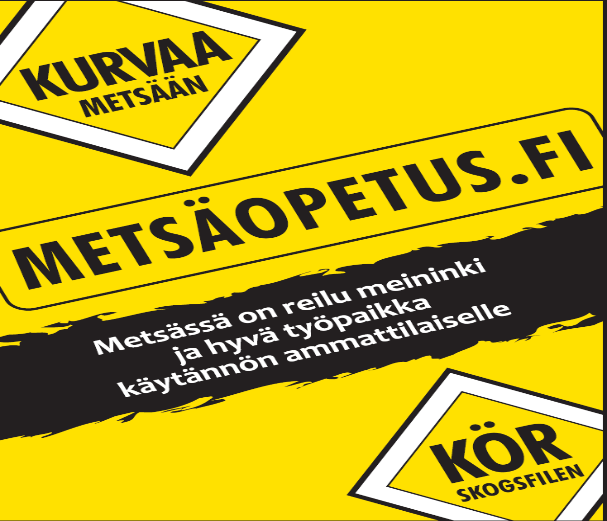 KURVAA
METSÄÄN
METSÄOPETUS.FI
Metsässä on reilu meininki
ja hyvä työpaikka
käytännön ammattilaiselle
KÖR
SKOGSFILEN